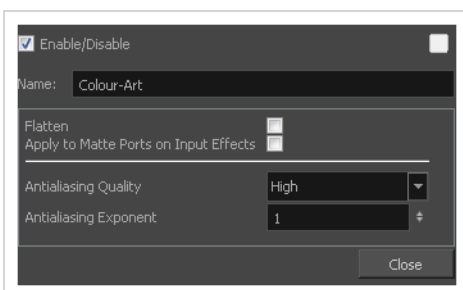 Enable/Disable
Name: Colour-Art
Flatten
Apply to Matte Ports on Input Effects
Antialiasing Quality High
Antialiasing Exponent 1
Close